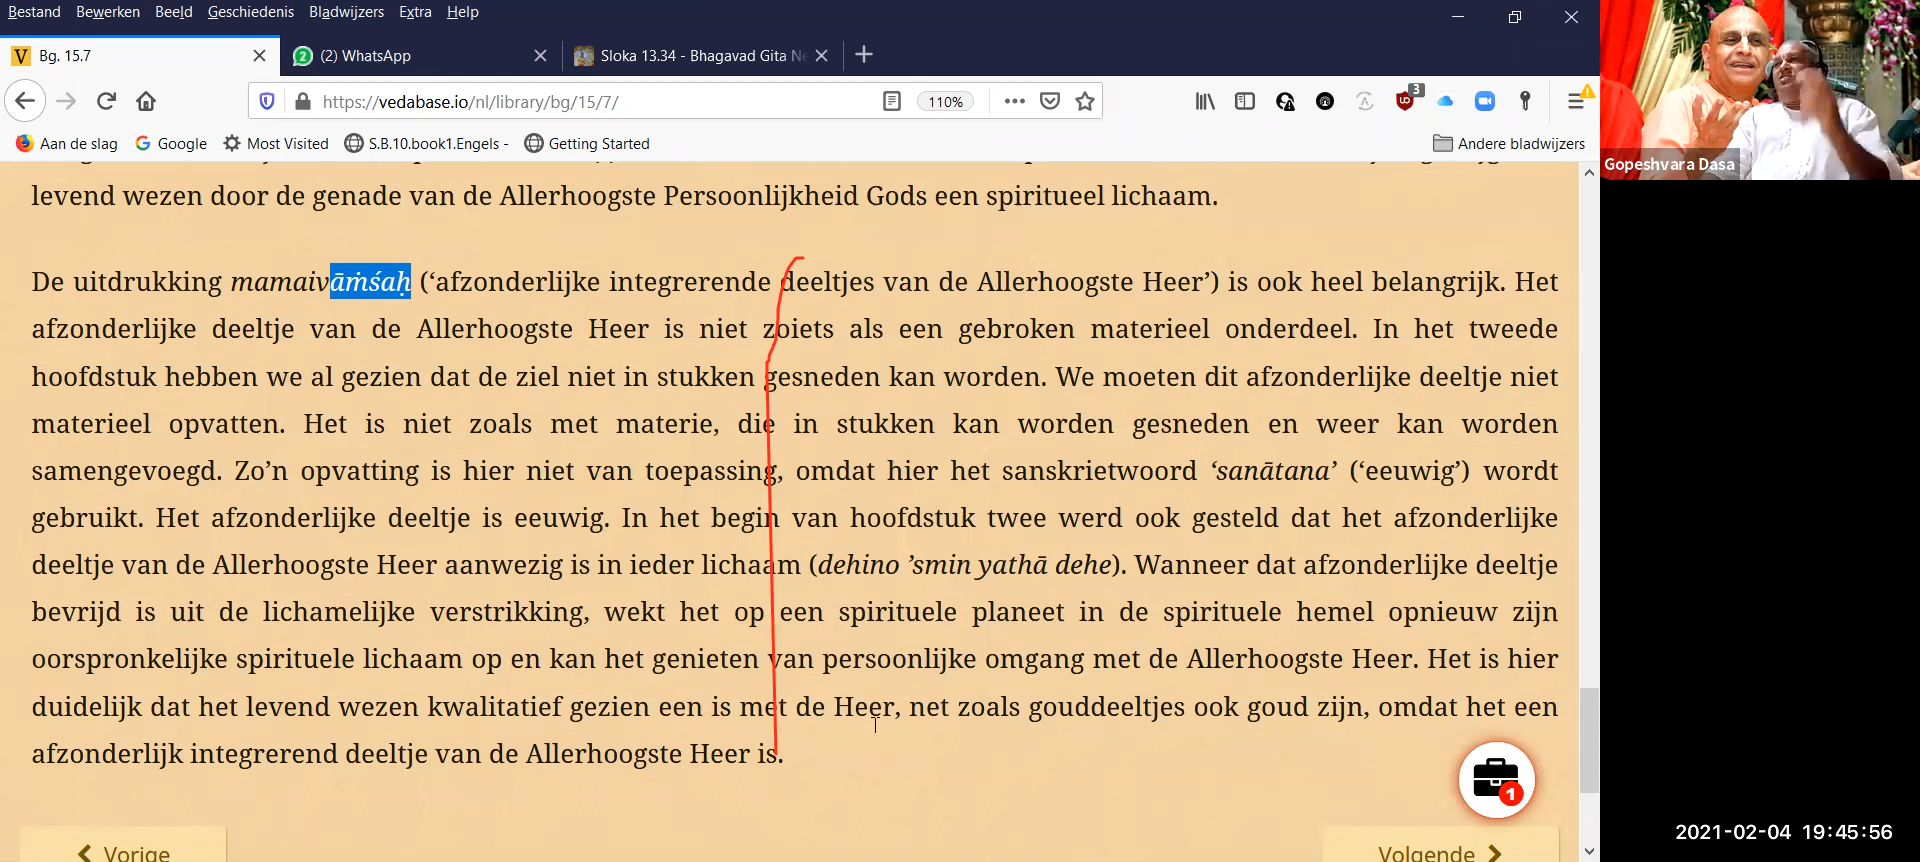 Bestand Bewerken Beeld Geschiedenis Bladwijzers Extra Help
Bg. 15.7 (2) WhatsApp Sloka 13.34 - Bhagavad Gita Ne
https://vedabase.io/nl/library/bg/15/7/ 110% 3
Aan de slag Google Most Visited S.B.10.book1.Engels - Getting Started Andere bladwijzers
Gopeshvara Dasa
levend wezen door de genade van de Allerhoogste Persoonlijkheid Gods een spiritueel lichaam.
De uitdrukking mamaivāṁśaḥ (‘afzonderlijke integrerende deeltjes van de Allerhoogste Heer’) is ook heel belangrijk. Het
afzonderlijke deeltje van de Allerhoogste Heer is niet zoiets als een gebroken materieel onderdeel. In het tweede
hoofdstuk hebben we al gezien dat de ziel niet in stukken gesneden kan worden. We moeten dit afzonderlijke deeltje niet
materieel opvatten. Het is niet zoals met materie, die in stukken kan worden gesneden en weer kan worden
samengevoegd. Zo’n opvatting is hier niet van toepassing, omdat hier het sanskrietwoord ‘sanātana’ (‘eeuwig’) wordt
gebruikt. Het afzonderlijke deeltje is eeuwig. In het begin van hoofdstuk twee werd ook gesteld dat het afzonderlijke
deeltje van de Allerhoogste Heer aanwezig is in ieder lichaam (dehino ’smin yathā dehe). Wanneer dat afzonderlijke deeltje
bevrijd is uit de lichamelijke verstrikking, wekt het op een spirituele planeet in de spirituele hemel opnieuw zijn
oorspronkelijke spirituele lichaam op en kan het genieten van persoonlijke omgang met de Allerhoogste Heer. Het is hier
duidelijk dat het levend wezen kwalitatief gezien een is met de Heer, net zoals gouddeeltjes ook goud zijn, omdat het een
afzonderlijk integrerend deeltje van de Allerhoogste Heer is.
1
Vorige Volgende
2021-02-04 19:45:56